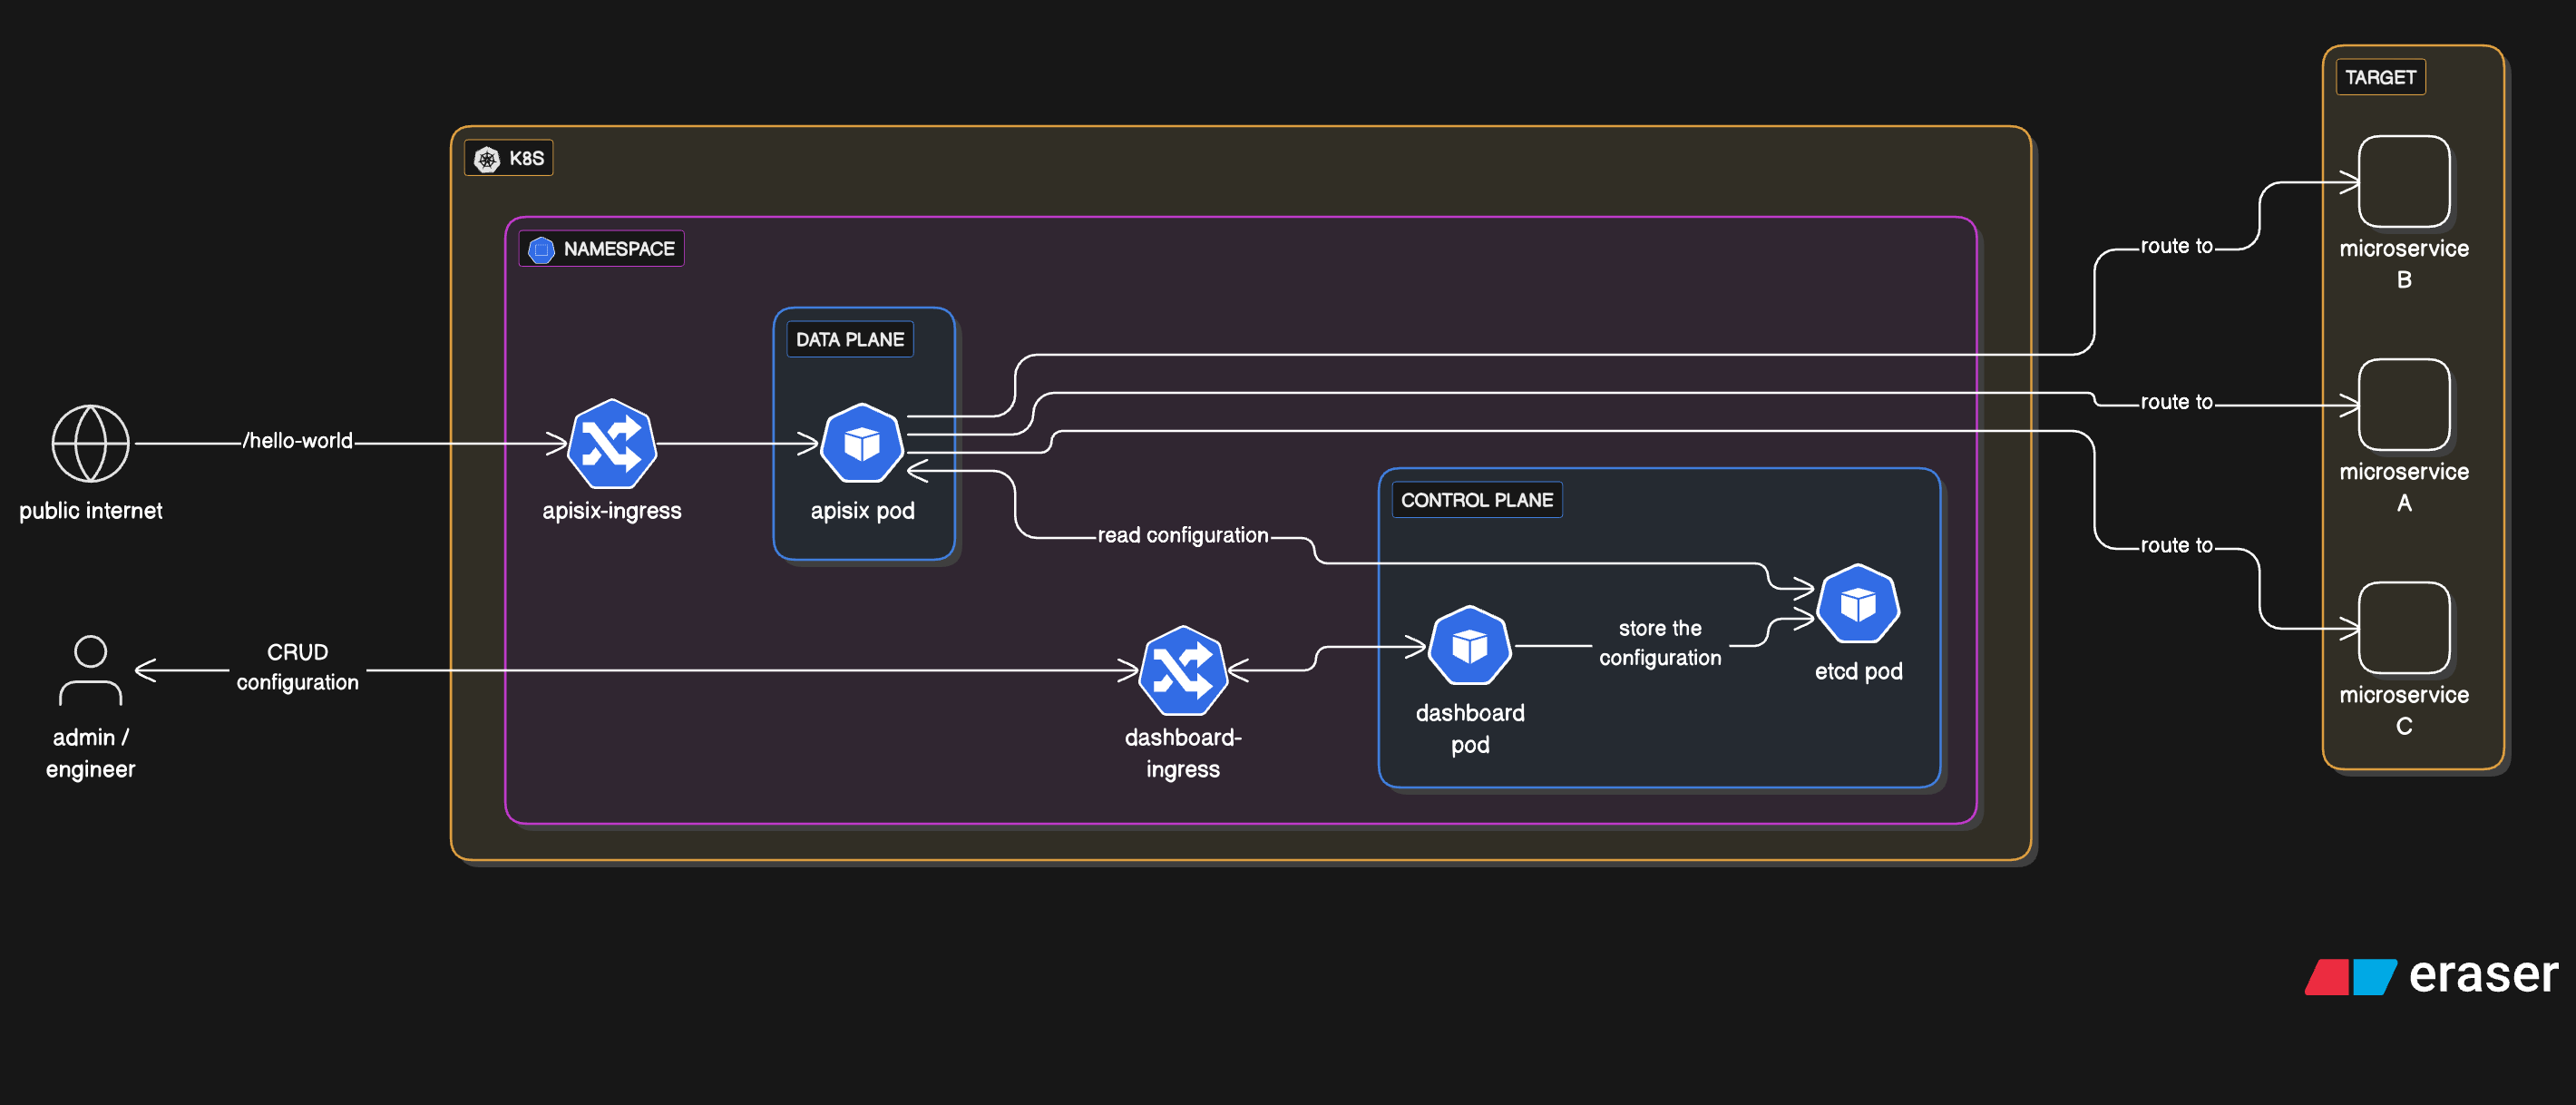 TARGET
K8S
NAMESPACE
DATA PLANE
CONTROL PLANE
public internet
/hello-world
apisix-ingress
apisix pod
read configuration
route to
microservice
B
route to
microservice
A
route to
microservice
C
admin /
engineer
CRUD
configuration
dashboard-
ingress
dashboard
pod
store the
configuration
etcd pod
eraser